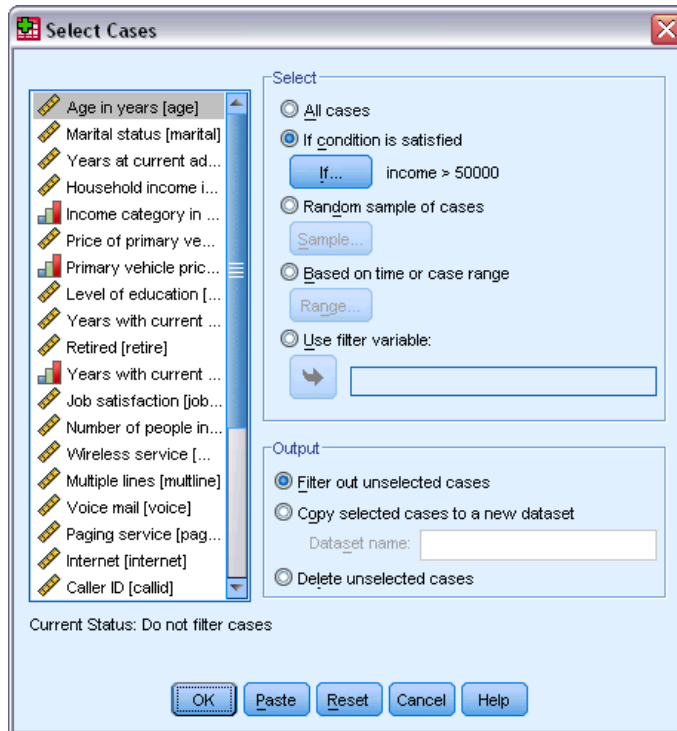 Select Cases
Age in years [age]
Marital status [marital]
Years at current ad...
Household income i...
Income category in ...
Price of primary ve...
Primary vehicle pric...
Level of education [...
Years with current ...
Retired [retire]
Years with current ...
Job satisfaction [job...
Number of people in...
Wireless service [...
Multiple lines [multline]
Voice mail [voice]
Paging service [pag...
Internet [internet]
Caller ID [callid]
Select
All cases
If condition is satisfied
If... income > 50000
Random sample of cases
Sample...
Based on time or case range
Range...
Use filter variable:
Output
Filter out unselected cases
Copy selected cases to a new dataset
Dataset name:
Delete unselected cases
Current Status: Do not filter cases
OK Paste Reset Cancel Help